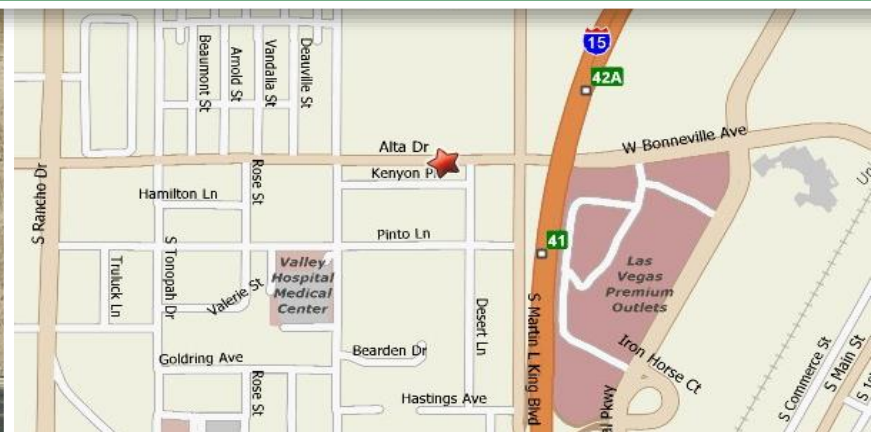 15
42A
Beaumont St
Arnold St
Vandalia St
Deauville St
W Bonneville Ave
Alta Dr
Kenyon
S Rancho Dr
Rose St
Hamilton Ln
Pinto Ln
41
S Tonopah Dr
Truluck Ln
Valerie St
Valley
Hospital
Medical
Center
Las
Vegas
Premium
Outlets
Desert Ln
S Martin L King Blvd
Iron Horse Ct
Goldring Ave
Bearden Dr
Rose St
Hastings Ave
Pkwy
S Commerce St
S Main St